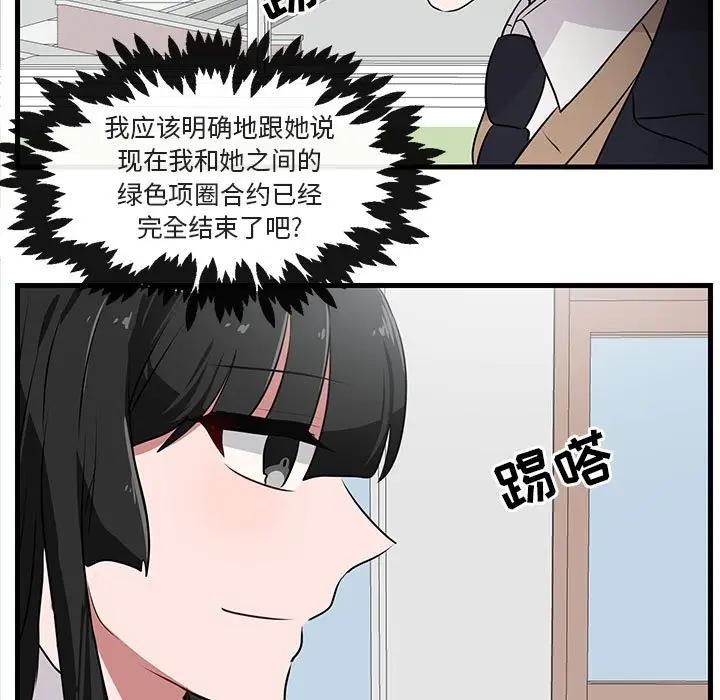 踢
我应该明确地跟她说
现在我和她之间的
绿色项圈合约已经
完全结束了吧?
踢嗒